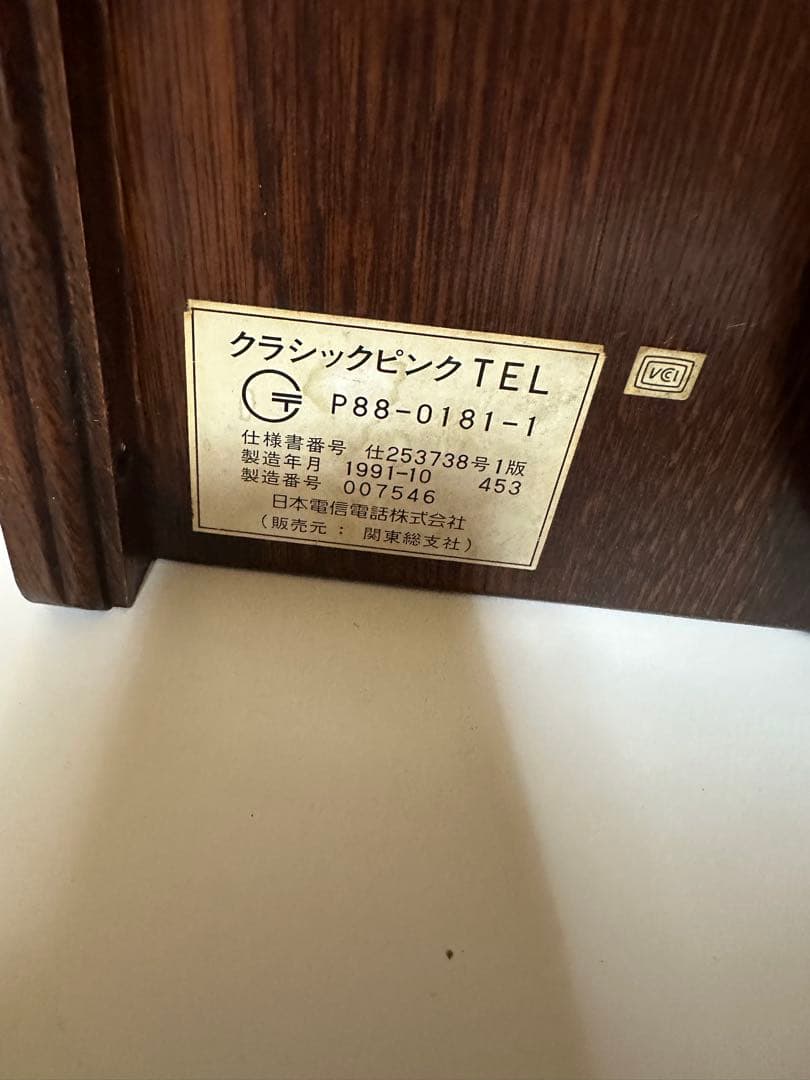 クラシックピンクTEL
P88-0181-1
仕様書番号 仕253738号1版
製造年月 1991-10 453
製造番号 007546
日本電信電話株式会社
(販売元: 関東総支社)
VCI